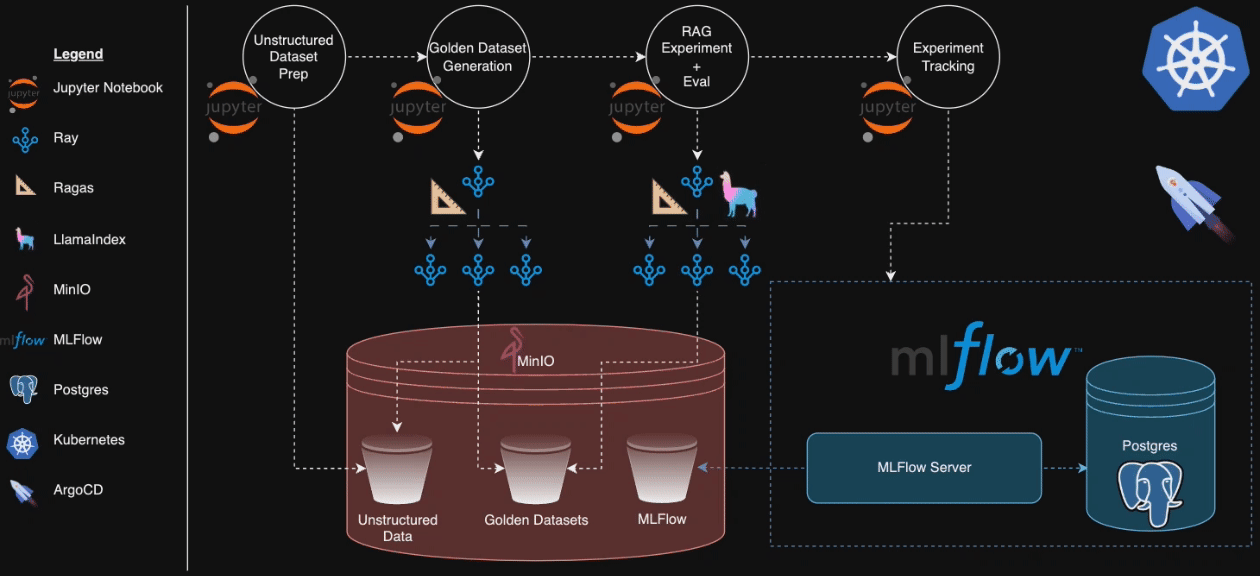 Legend
Jupyter Notebook
Ray
Ragas
LlamaIndex
MinIO
MLFlow
Postgres
Kubernetes
ArgoCD
jupyter
mlflow
Unstructured
Dataset
Prep
Golden Dataset
Generation
RAG
Experiment
+
Eval
Experiment
Tracking
jupyter
jupyter
jupyter
jupyter
MinIO
Unstructured
Data
Golden Datasets
MLFlow
mlflow™
MLFlow Server
Postgres